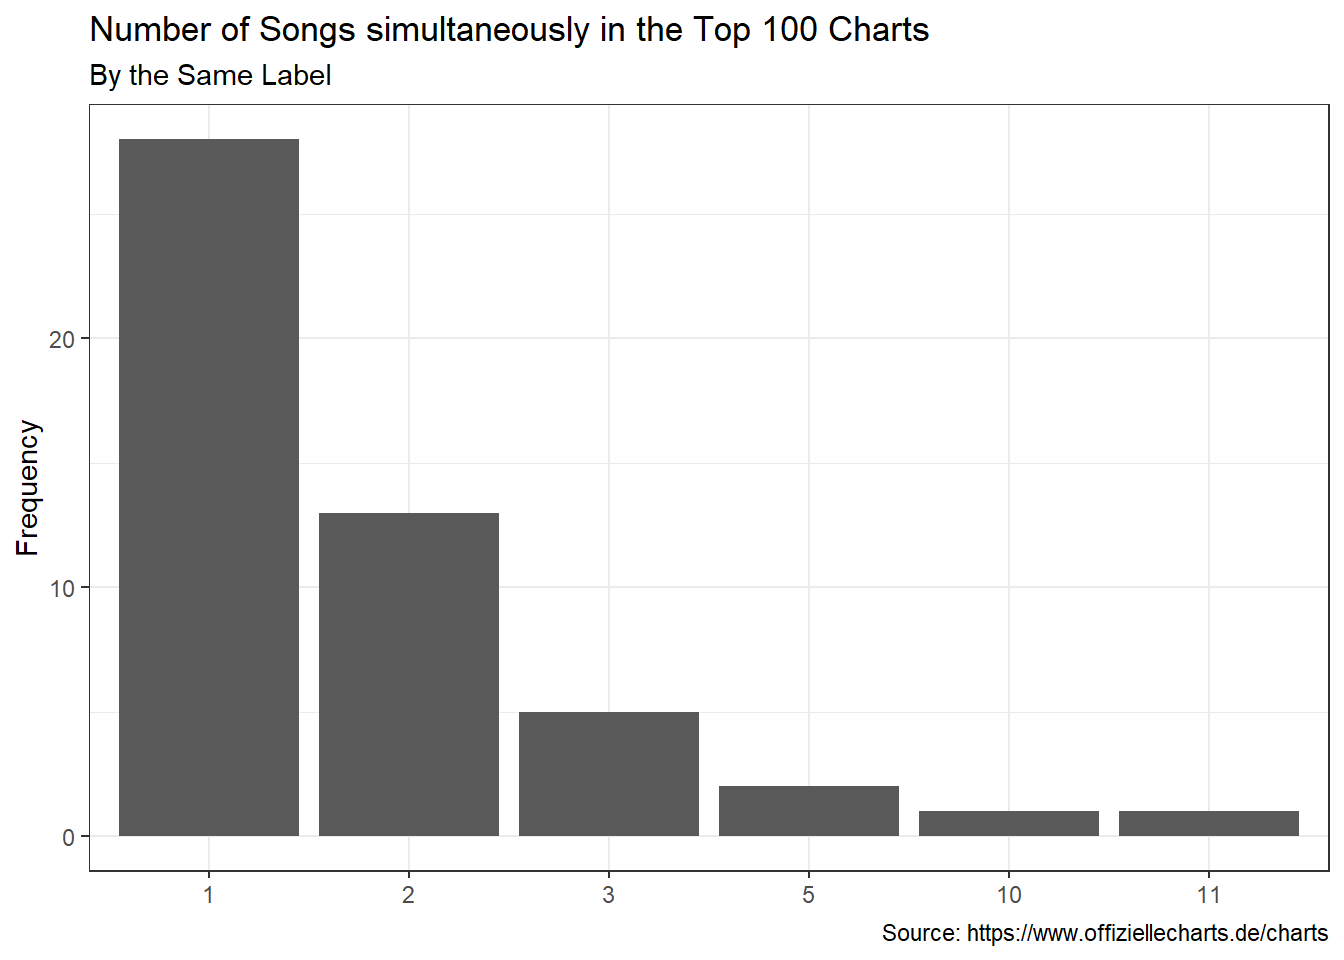 Number of Songs simultaneously in the Top 100 Charts
By the Same Label
Frequency
20
10
0
1 2 3 5 10 11
Source: https://www.offiziellecharts.de/charts